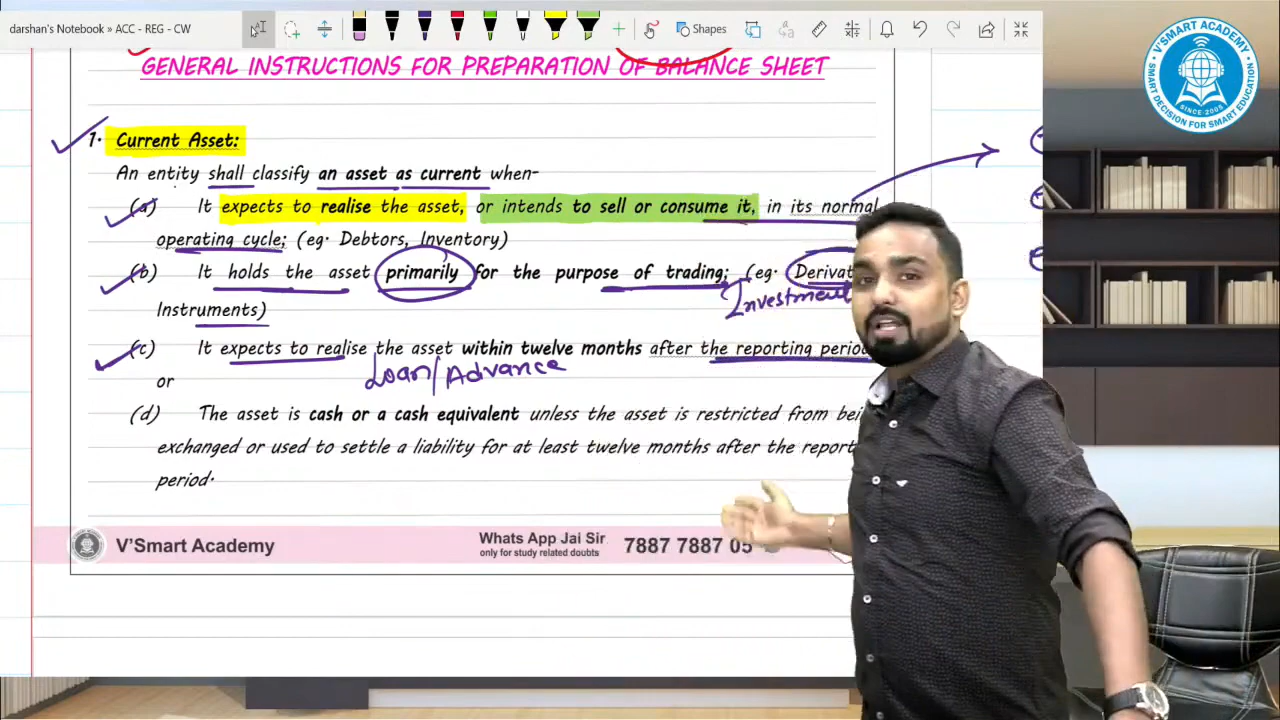 darshan's Notebook » ACC - REG - CW
Shapes
GENERAL INSTRUCTIONS FOR PREPARATION OF BALANCE SHEET
1. Current Asset:
An entity shall classify an asset as current when-
(a) It expects to realise the asset, or intends to sell or consume it, in its normal
operating cycle; (eg. Debtors, Inventory)
(b) It holds the asset primarily for the purpose of trading; (eg.
Investment
Instruments)
(c) It expects to realise the asset within twelve months after the reporting period
Loan/Advance
or
(d) The asset is cash or a cash equivalent unless the asset is restricted from
exchanged or used to settle a liability for at least twelve months after the
period.
V'Smart Academy
Whats App Jai Sir
only for study related doubts
7887 7887 05
V'SMART ACADEMY
SMART DECISION FOR SMART EDUCATION
SINCE 2005